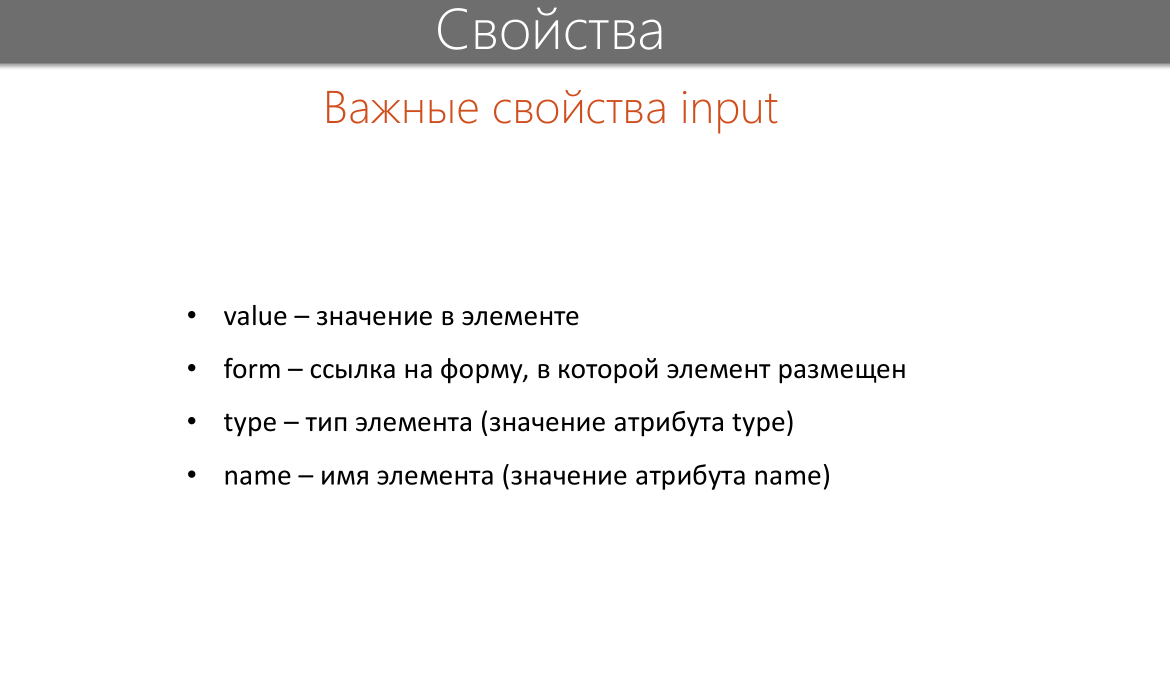 Свойства
Важные свойства input
• value – значение в элементе
• form – ссылка на форму, в которой элемент размещен
• type – тип элемента (значение атрибута type)
• name – имя элемента (значение атрибута name)